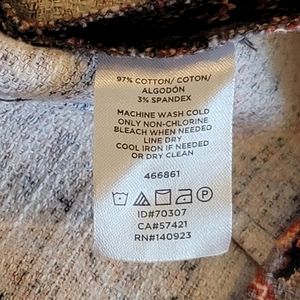 97% COTTON/ COTON/
ALGODÓN
3% SPANDEX
MACHINE WASH COLD
ONLY NON-CHLORINE
BLEACH WHEN NEEDED
LINE DRY
COOL IRON IF NEEDED
OR DRY CLEAN
466861
P
ID#70307
CA#57421
RN#140923